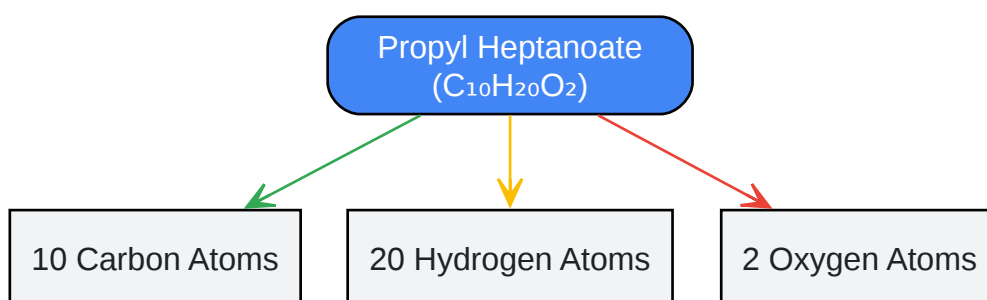 Propyl Heptanoate
(C₁₀H₂₀O₂)
10 Carbon Atoms
20 Hydrogen Atoms
2 Oxygen Atoms